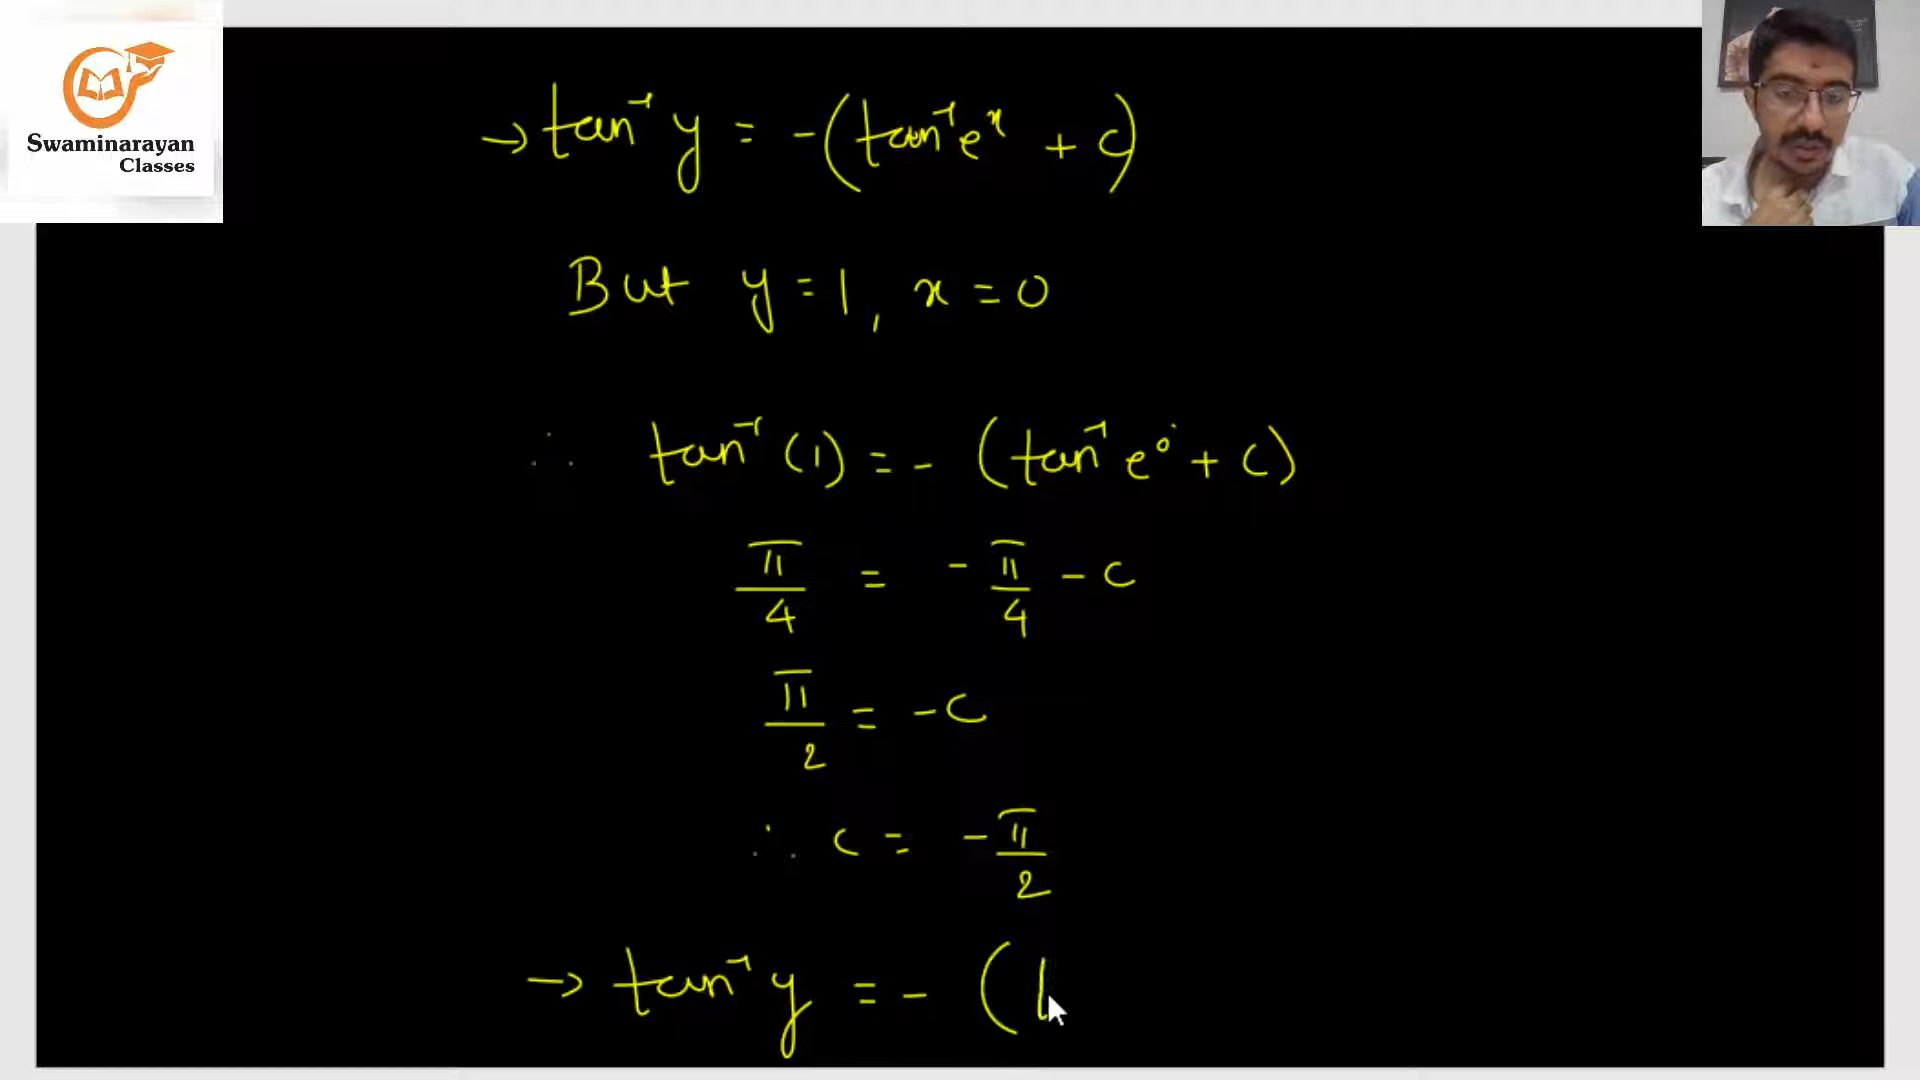 Swaminarayan
Classes
→ tan⁻¹ y = -(tan⁻¹ eˣ + c)
But y = 1, x = 0
∴ tan⁻¹ (1) = - (tan⁻¹ e⁰ + c)
π/4 = - π/4 - c
π/2 = - c
∴ c = - π/2
→ tan⁻¹ y = - (